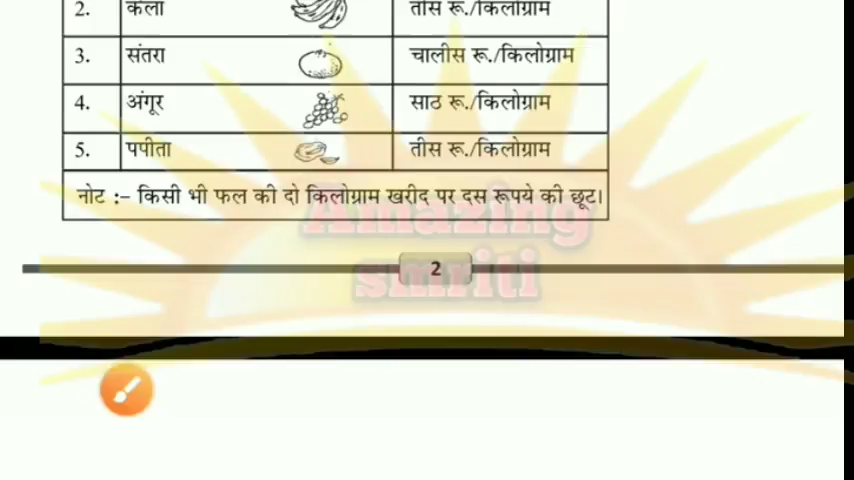 2. केला तीस रू./किलोग्राम
3. संतरा चालीस रू./किलोग्राम
4. अंगूर साठ रू./किलोग्राम
5. पपीता तीस रू./किलोग्राम
नोट :- किसी भी फल की दो किलोग्राम खरीद पर दस रूपये की छूट।
Amazing
2
smriti